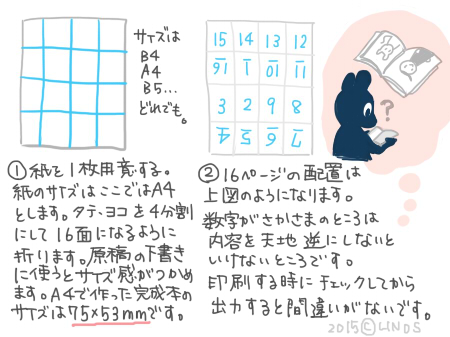 サイズは
B4
A4
B5...
どれでも。
15 14 13 12
16 1 10 11
3 2 9 8
4 5 6 7
?
①紙を1枚用意する。
紙のサイズはここではA4
とします。タテ・ヨコを4分割
にして16面になるように
折ります。原稿の下書き
に使うとサイズ感がつかめ
ます。A4で作った完成本の
サイズは75×53mmです。
②16ページの配置は
上図のようになります。
数字がさかさまのところは
内容を天地逆にしないと
いけないところです。
印刷する時にチェックしてから
出力すると間違いがないです。
2015©LINDS